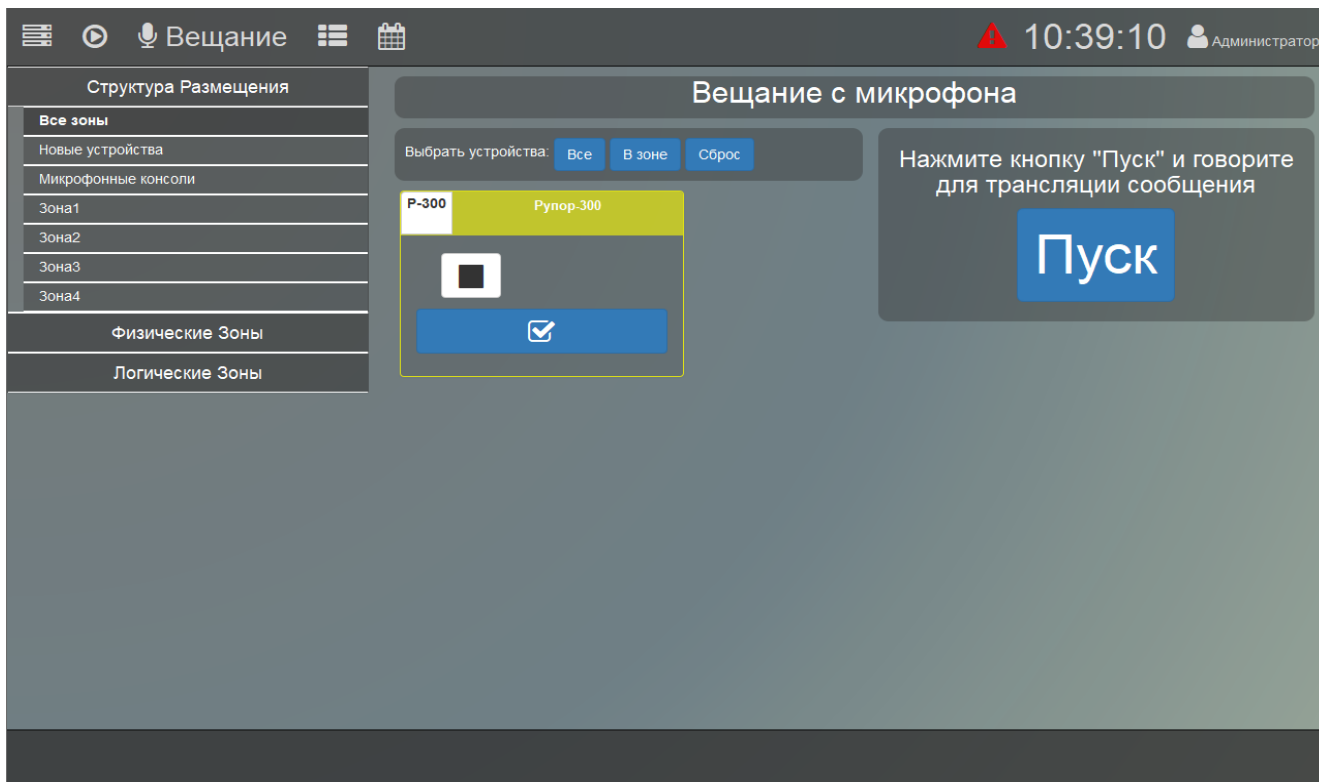 Вещание
10:39:10
Администратор
Структура Размещения
Все зоны
Новые устройства
Микрофонные консоли
Зона1
Зона2
Зона3
Зона4
Физические Зоны
Логические Зоны
Вещание с микрофона
Выбрать устройства: Все В зоне Сброс
Р-300 Рупор-300
Нажмите кнопку "Пуск" и говорите
для трансляции сообщения
Пуск